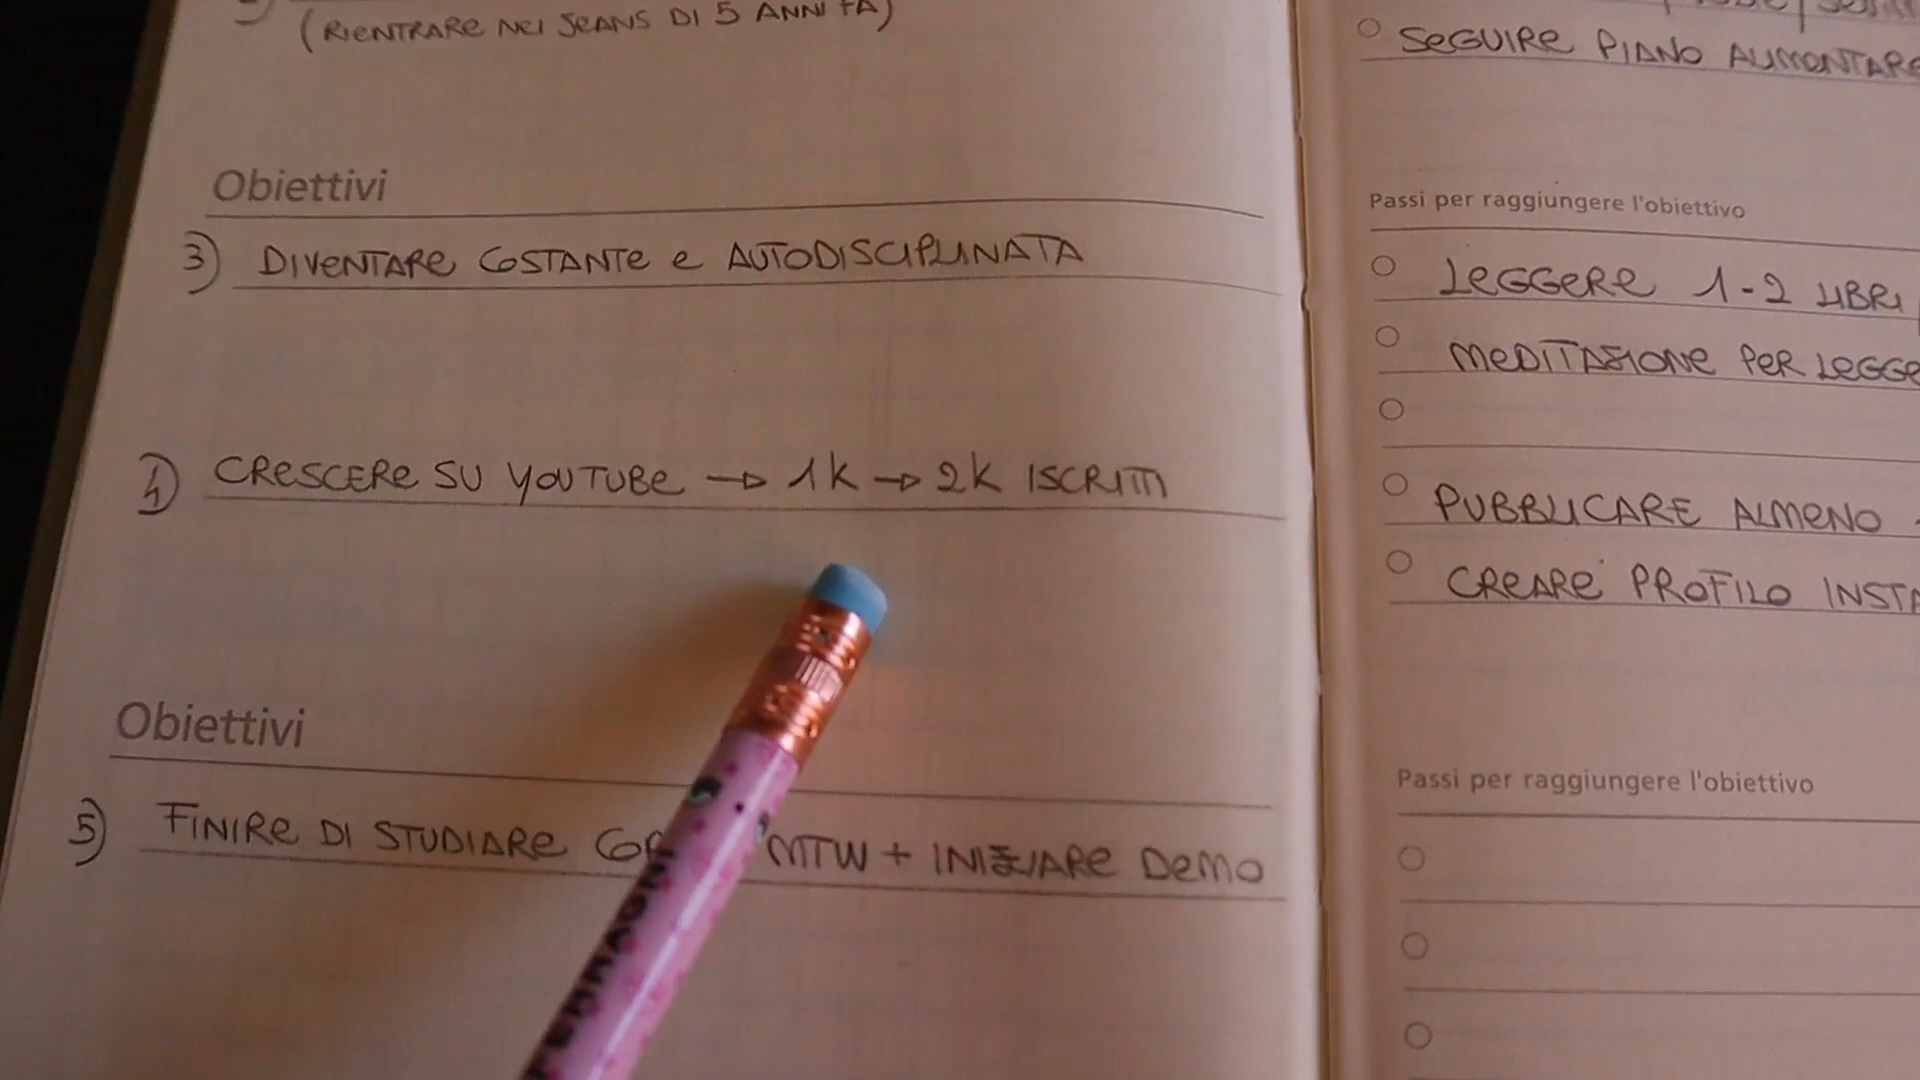 (RIENTRARE NEI JEANS DI 5 ANNI FA)
Obiettivi
3) DIVENTARE COSTANTE e AUTODISCIPLINATA
4) CRESCERE SU YOUTUBE → 1K → 2K ISCRITTI
Obiettivi
5) FINIRE DI STUDIARE MTW + INIZIARE DEMO
SEGUIRE PIANO AUMENTARE
Passi per raggiungere l'obiettivo
LEGGERE 1-2 LIBRI
MEDITAZIONE PER LEGGE
PUBBLICARE ALMENO
CREARE PROFILO INSTA
Passi per raggiungere l'obiettivo